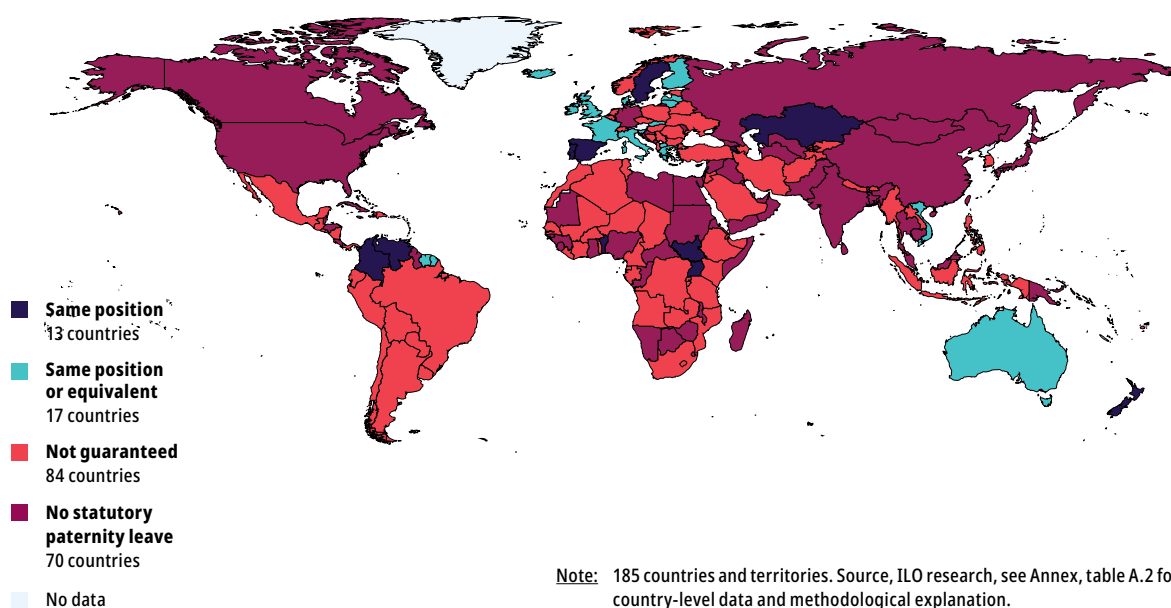 Same position
13 countries
Same position
or equivalent
17 countries
Not guaranteed
84 countries
No statutory
paternity leave
70 countries
No data
Note: 185 countries and territories. Source, ILO research, see Annex, table A.2 fo
country-level data and methodological explanation.